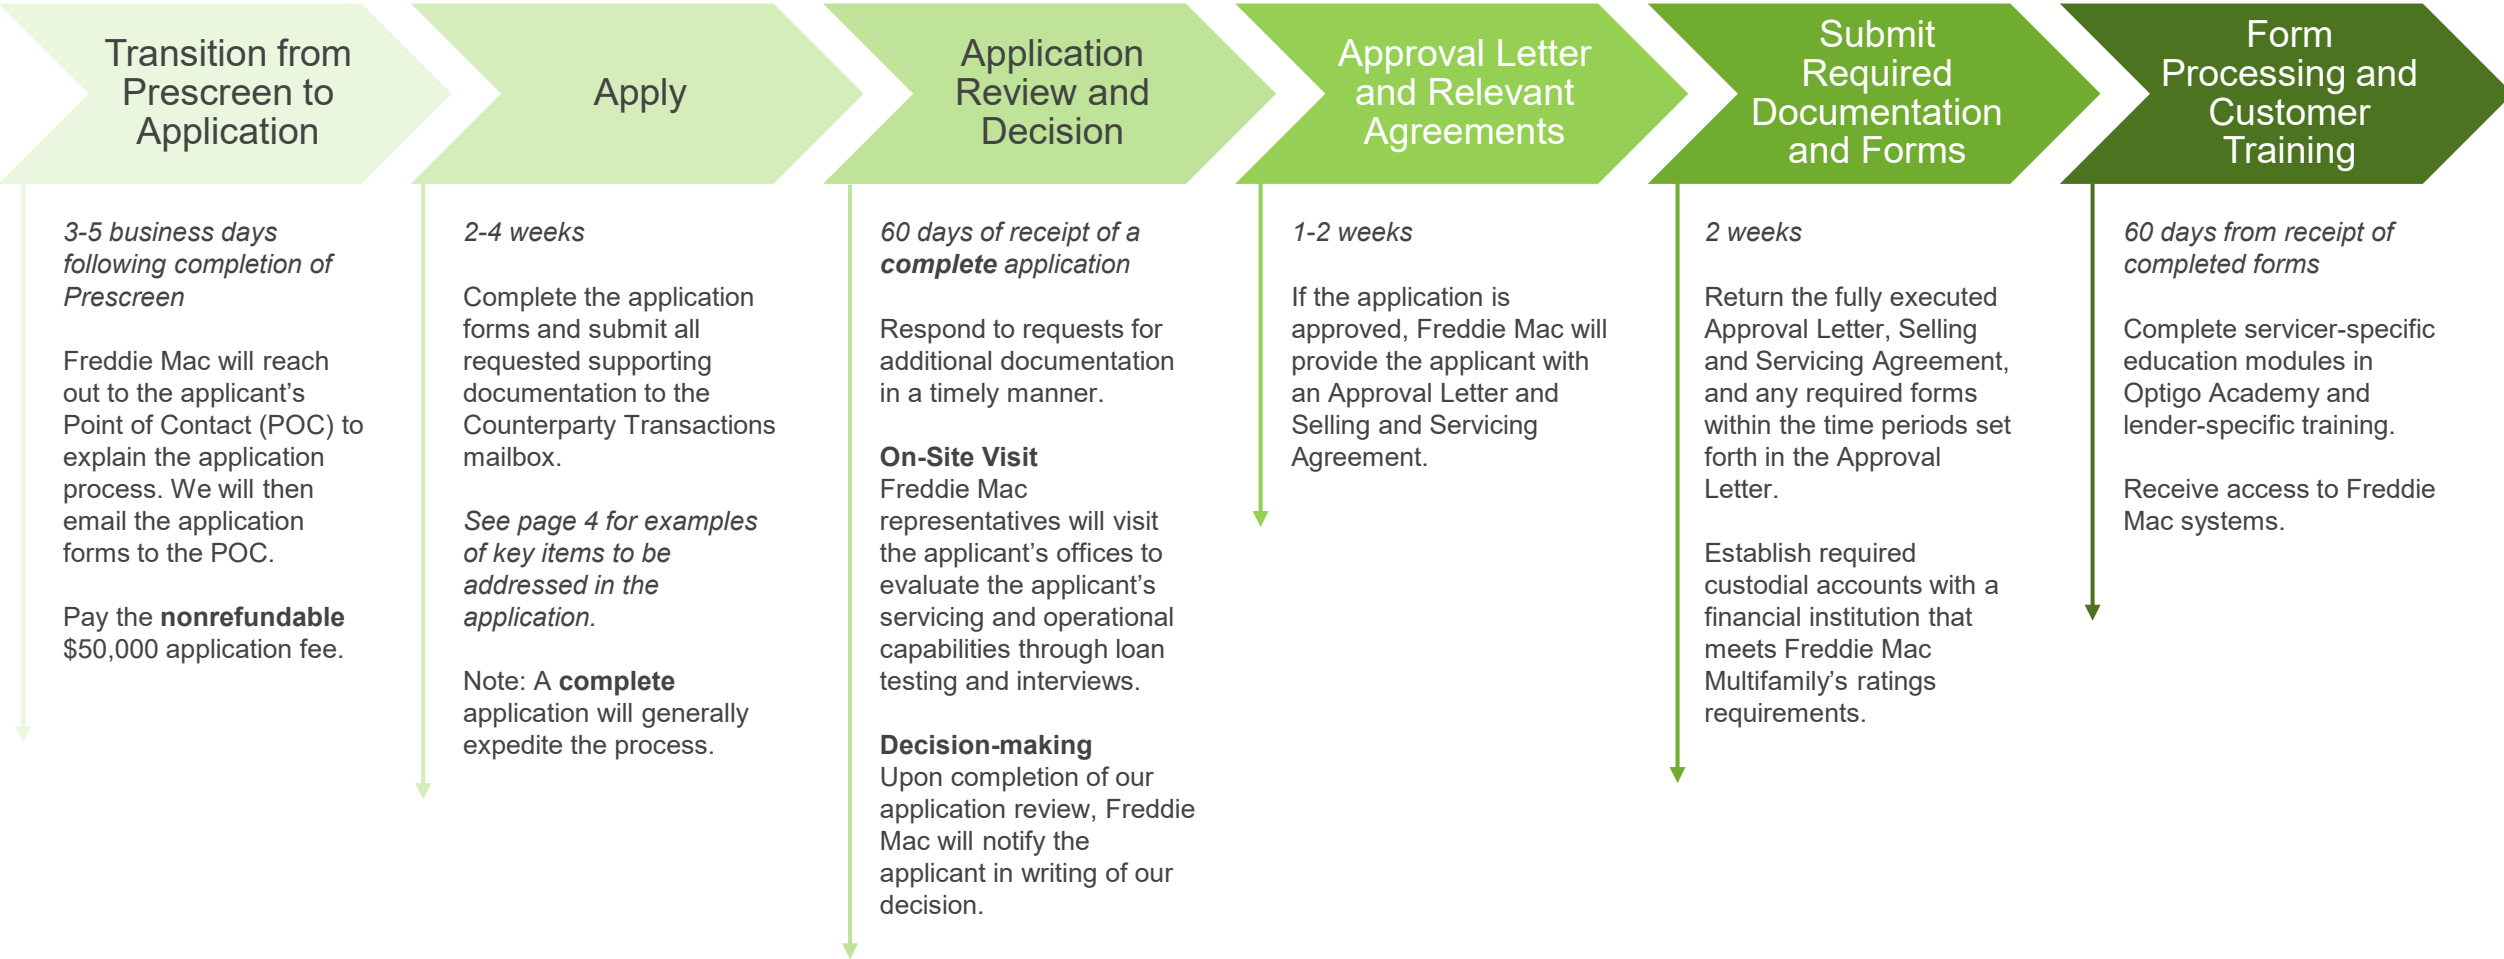 Transition from
Prescreen to
Application
3-5 business days
following completion of
Prescreen
Freddie Mac will reach
out to the applicant’s
Point of Contact (POC) to
explain the application
process. We will then
email the application
forms to the POC.
Pay the nonrefundable
$50,000 application fee.
Apply
2-4 weeks
Complete the application
forms and submit all
requested supporting
documentation to the
Counterparty Transactions
mailbox.
See page 4 for examples
of key items to be
addressed in the
application.
Note: A complete
application will generally
expedite the process.
Application
Review and
Decision
60 days of receipt of a
complete application
Respond to requests for
additional documentation
in a timely manner.
On-Site Visit
Freddie Mac
representatives will visit
the applicant’s offices to
evaluate the applicant’s
servicing and operational
capabilities through loan
testing and interviews.
Decision-making
Upon completion of our
application review, Freddie
Mac will notify the
applicant in writing of our
decision.
Approval Letter
and Relevant
Agreements
1-2 weeks
If the application is
approved, Freddie Mac will
provide the applicant with
an Approval Letter and
Selling and Servicing
Agreement.
Submit
Required
Documentation
and Forms
2 weeks
Return the fully executed
Approval Letter, Selling
and Servicing Agreement,
and any required forms
within the time periods set
forth in the Approval
Letter.
Establish required
custodial accounts with a
financial institution that
meets Freddie Mac
Multifamily’s ratings
requirements.
Form
Processing and
Customer
Training
60 days from receipt of
completed forms
Complete servicer-specific
education modules in
Optigo Academy and
lender-specific training.
Receive access to Freddie
Mac systems.